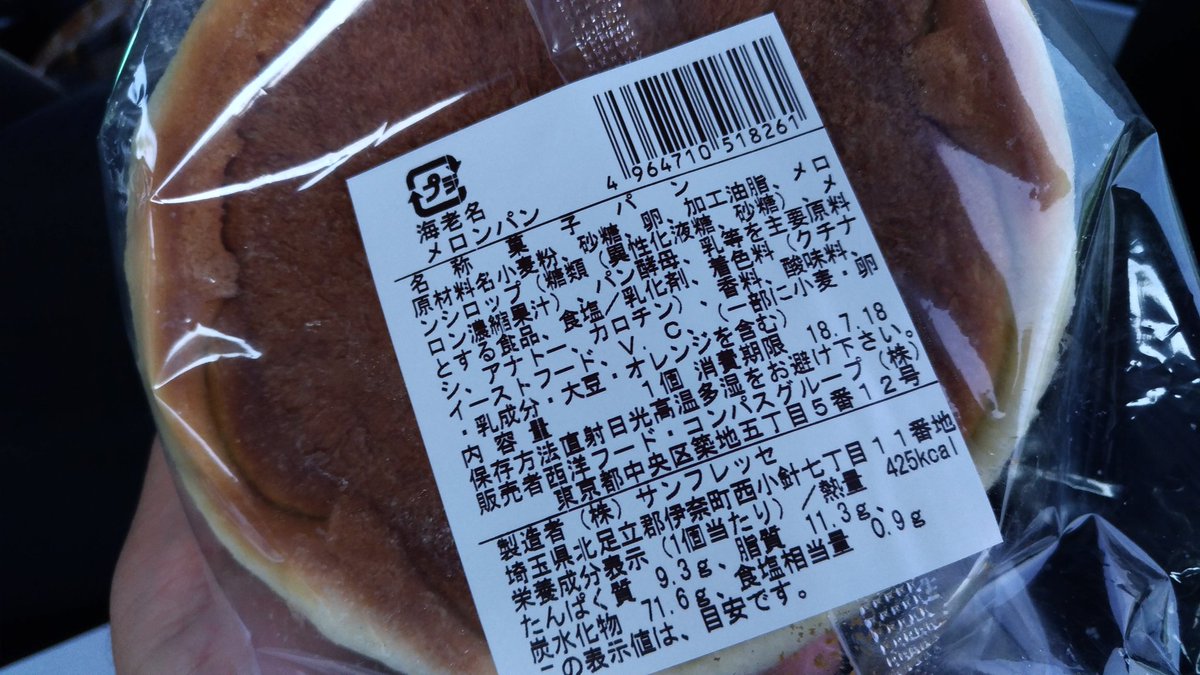 4 964710 518261
プラ
海老名
メロンパン
名 称 菓 子 パ ン
原材料名 小麦粉、砂糖、卵、加工油脂、メロ
ンシロップ（糖類（異性化液糖、砂糖）、メ
ロン濃縮果汁）、パン酵母、乳等を主要原料
とする食品、食塩／乳化剤、着色料（クチナ
シ、アナトー、カロチン）、香料、酸味料、
イーストフード、V．C、（一部に小麦・卵
・乳成分・大豆・オレンジを含む）
内 容 量 1個 消費期限 18.7.18
保存方法 直射日光高温多湿をお避け下さい。
販売者 西洋フード・コンパスグループ（株）
東京都中央区築地五丁目5番12号
製造者（株）サンフレッセ
埼玉県北足立郡伊奈町西小針七丁目11番地
栄養成分表示（1個当たり）／熱量 425kcal
たんぱく質 9.3g、脂質 11.3g、
炭水化物 71.6g、食塩相当量 0.9g
この表示値は、目安です。